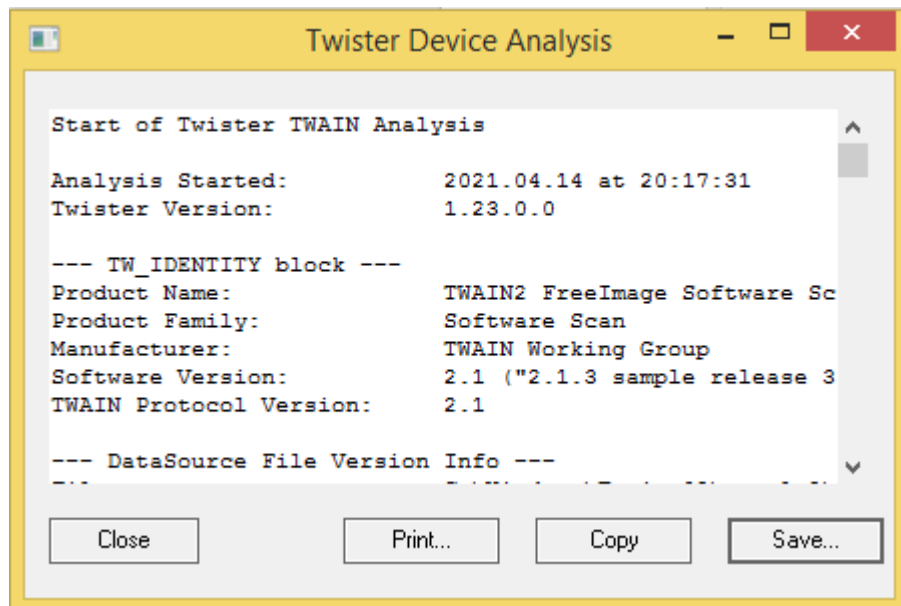 Twister Device Analysis
Start of Twister TWAIN Analysis
Analysis Started: 2021.04.14 at 20:17:31
Twister Version: 1.23.0.0
--- TW_IDENTITY block ---
Product Name: TWAIN2 FreeImage Software Sc
Product Family: Software Scan
Manufacturer: TWAIN Working Group
Software Version: 2.1 ("2.1.3 sample release 3
TWAIN Protocol Version: 2.1
--- DataSource File Version Info ---
Close Print... Copy Save...